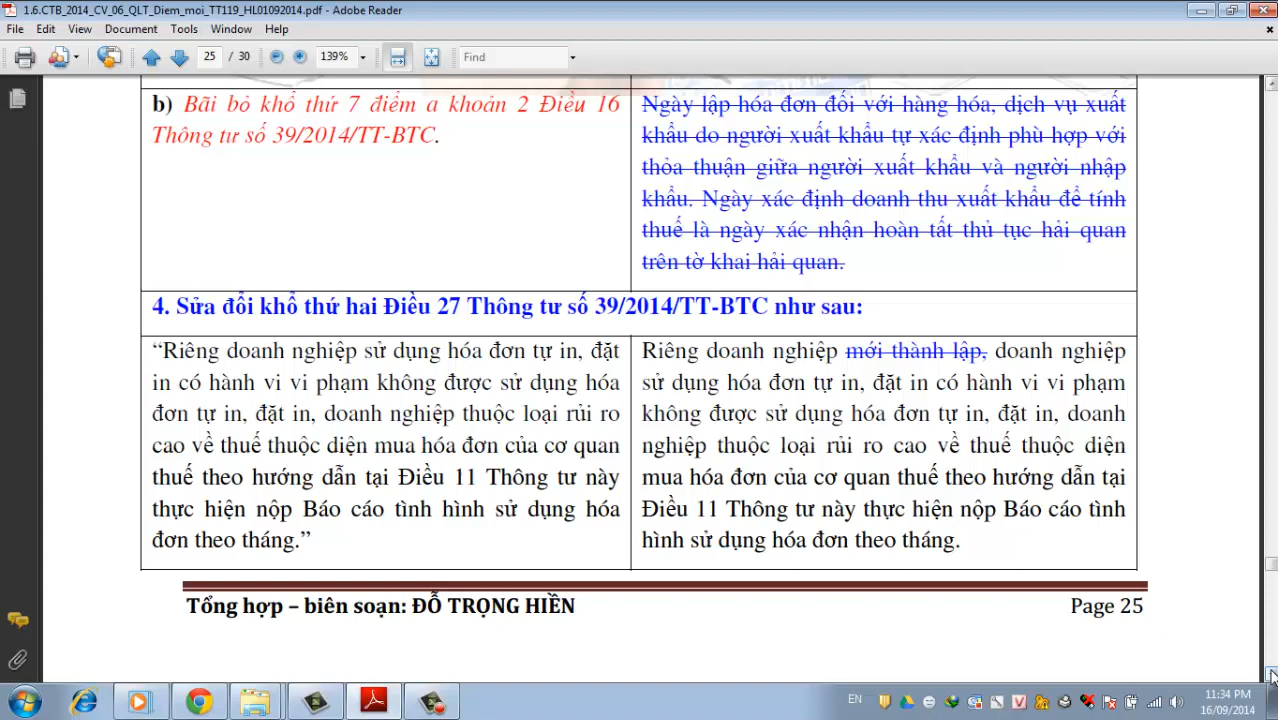 1.6.CTB_2014_CV_06_QLT_Diem_moi_TT119_HL01092014.pdf - Adobe Reader
File Edit View Document Tools Window Help
25 / 30 139% Find
b) Bãi bỏ khổ thứ 7 điểm a khoản 2 Điều 16
Thông tư số 39/2014/TT-BTC.
Ngày lập hóa đơn đối với hàng hóa, dịch vụ xuất
khẩu do người xuất khẩu tự xác định phù hợp với
thỏa thuận giữa người xuất khẩu và người nhập
khẩu. Ngày xác định doanh thu xuất khẩu để tính
thuế là ngày xác nhận hoàn tất thủ tục hải quan
trên tờ khai hải quan.
4. Sửa đổi khổ thứ hai Điều 27 Thông tư số 39/2014/TT-BTC như sau:
“Riêng doanh nghiệp sử dụng hóa đơn tự in, đặt
in có hành vi vi phạm không được sử dụng hóa
đơn tự in, đặt in, doanh nghiệp thuộc loại rủi ro
cao về thuế thuộc diện mua hóa đơn của cơ quan
thuế theo hướng dẫn tại Điều 11 Thông tư này
thực hiện nộp Báo cáo tình hình sử dụng hóa
đơn theo tháng.”
Riêng doanh nghiệp mới thành lập, doanh nghiệp
sử dụng hóa đơn tự in, đặt in có hành vi vi phạm
không được sử dụng hóa đơn tự in, đặt in, doanh
nghiệp thuộc loại rủi ro cao về thuế thuộc diện
mua hóa đơn của cơ quan thuế theo hướng dẫn tại
Điều 11 Thông tư này thực hiện nộp Báo cáo tình
hình sử dụng hóa đơn theo tháng.
Tổng hợp – biên soạn: ĐỖ TRỌNG HIỀN Page 25
EN 11:34 PM
16/09/2014